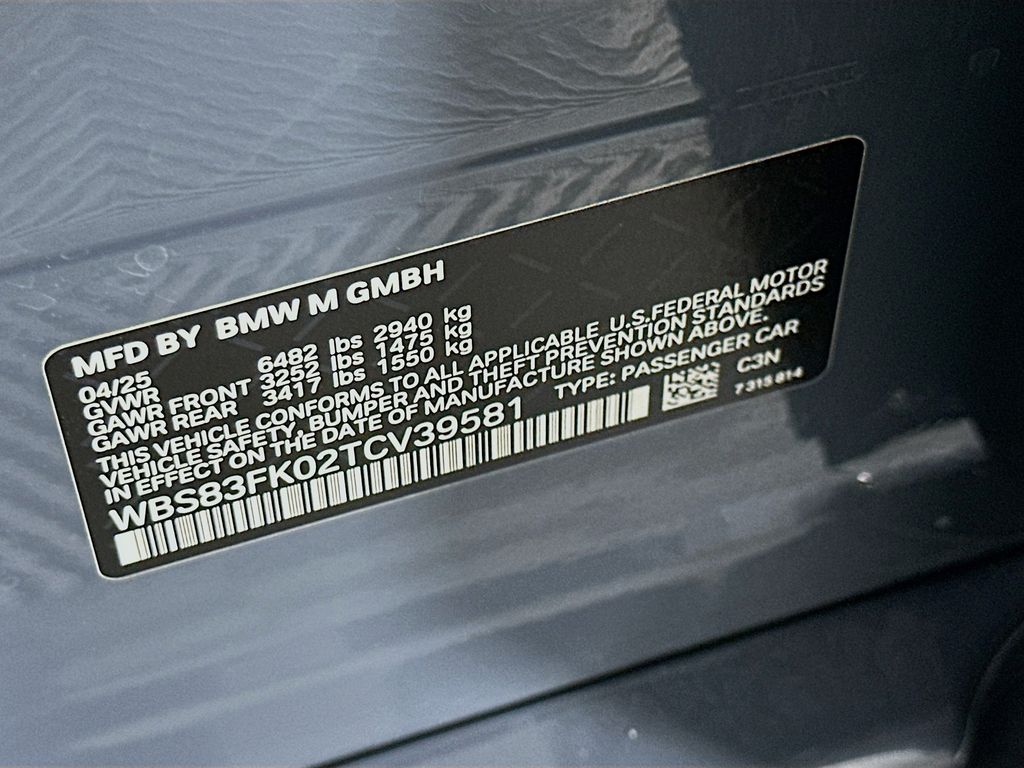 MFD BY BMW M GMBH
04/25
GVWR 6482 lbs 2940 kg
GAWR FRONT 3252 lbs 1475 kg
GAWR REAR 3417 lbs 1550 kg
THIS VEHICLE CONFORMS TO ALL APPLICABLE U.S.FEDERAL MOTOR
VEHICLE SAFETY, BUMPER AND THEFT PREVENTION STANDARDS
IN EFFECT ON THE DATE OF MANUFACTURE SHOWN ABOVE.
WBS83FK02TCV39581 TYPE: PASSENGER CAR
C3N
7 315 614